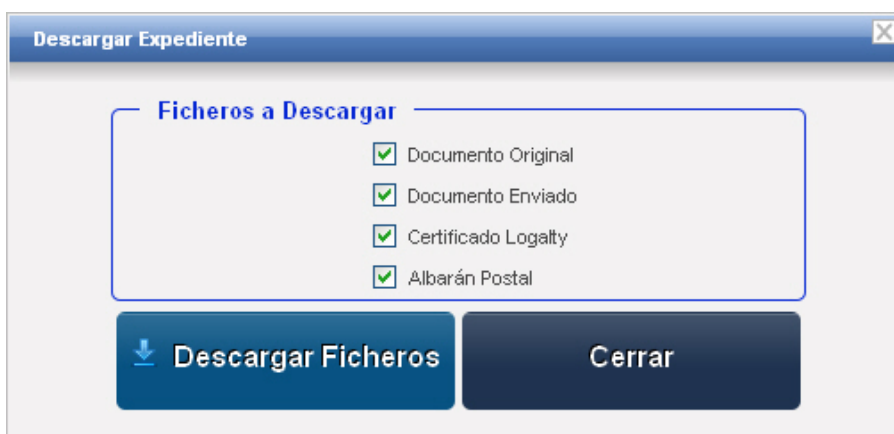 Descargar Expediente
Ficheros a Descargar
Documento Original
Documento Enviado
Certificado Logalty
Albarán Postal
Descargar Ficheros
Cerrar